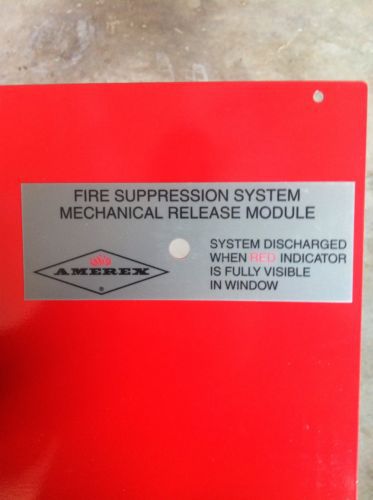 FIRE SUPPRESSION SYSTEM
MECHANICAL RELEASE MODULE
SYSTEM DISCHARGED
WHEN RED INDICATOR
IS FULLY VISIBLE
IN WINDOW
AMEREX
®